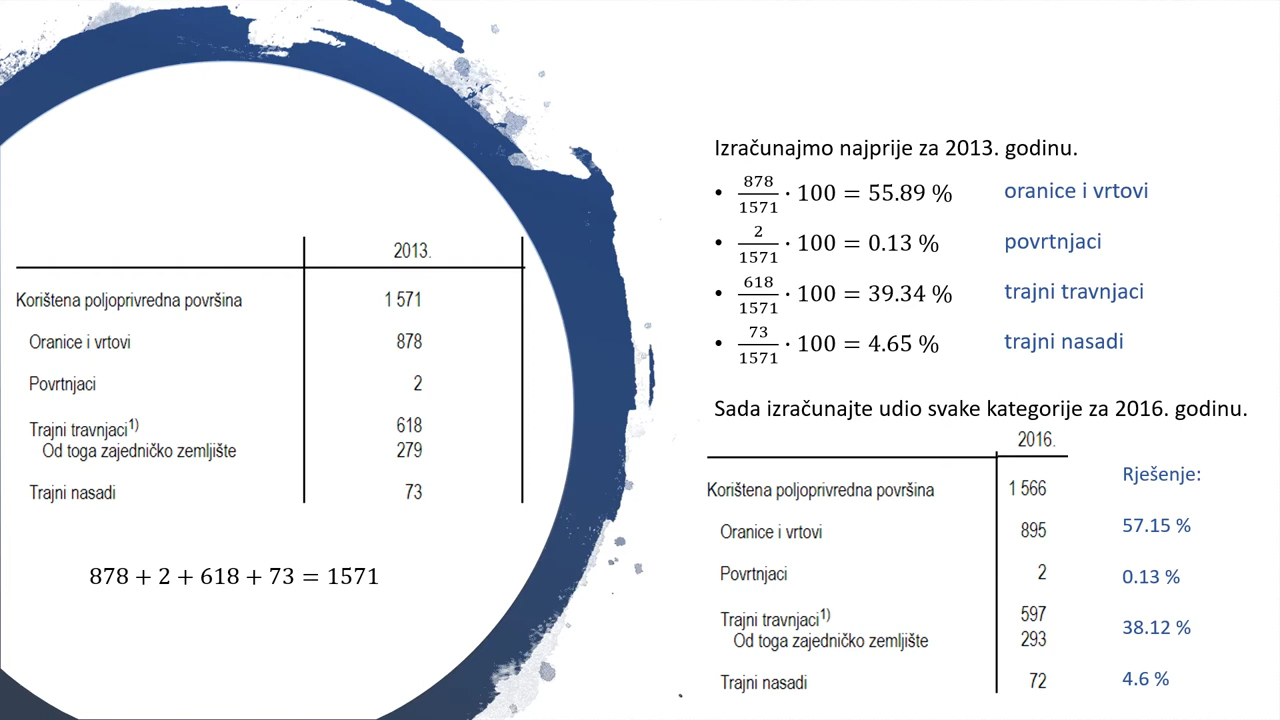 2013.
Korištena poljoprivredna površina 1 571
Oranice i vrtovi 878
Povrtnjaci 2
Trajni travnjaci1) 618
Od toga zajedničko zemljište 279
Trajni nasadi 73
878 + 2 + 618 + 73 = 1571
Izračunajmo najprije za 2013. godinu.
• 878/1571 · 100 = 55.89 % oranice i vrtovi
• 2/1571 · 100 = 0.13 % povrtnjaci
• 618/1571 · 100 = 39.34 % trajni travnjaci
• 73/1571 · 100 = 4.65 % trajni nasadi
Sada izračunajte udio svake kategorije za 2016. godinu.
2016.
Rješenje:
Korištena poljoprivredna površina 1 566
Oranice i vrtovi 895 57.15 %
Povrtnjaci 2 0.13 %
Trajni travnjaci1) 597 38.12 %
Od toga zajedničko zemljište 293
Trajni nasadi 72 4.6 %